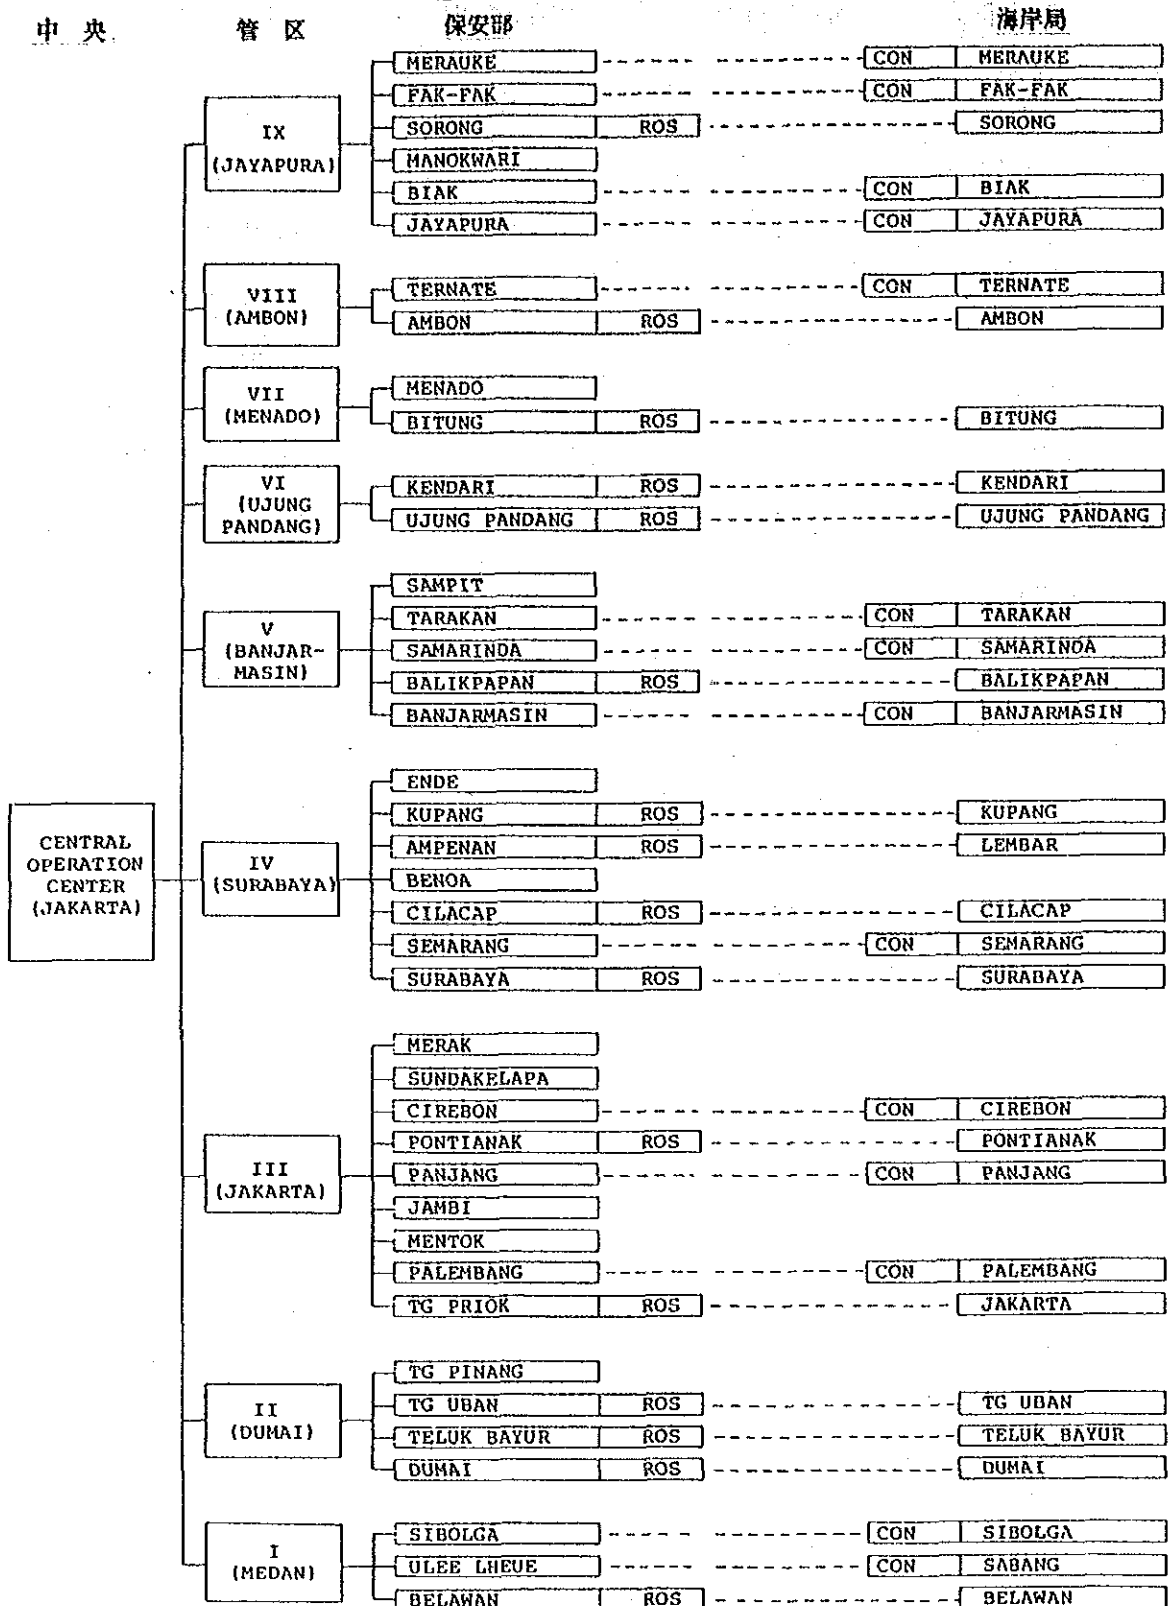 中央 管区 保安部 海岸局
MERAUKE CON MERAUKE
FAK-FAK CON FAK-FAK
IX
(JAYAPURA)
SORONG ROS SORONG
MANOKWARI
BIAK CON BIAK
JAYAPURA CON JAYAPURA
VIII
(AMBON)
TERNATE CON TERNATE
AMBON ROS AMBON
VII
(MENADO)
MENADO
BITUNG ROS BITUNG
VI
(UJUNG
PANDANG)
KENDARI ROS KENDARI
UJUNG PANDANG ROS UJUNG PANDANG
V
(BANJAR-
MASIN)
SAMPIT
TARAKAN CON TARAKAN
SAMARINDA CON SAMARINDA
BALIKPAPAN ROS BALIKPAPAN
BANJARMASIN CON BANJARMASIN
CENTRAL
OPERATION
CENTER
(JAKARTA)
IV
(SURABAYA)
ENDE
KUPANG ROS KUPANG
AMPENAN ROS LEMBAR
BENOA
CILACAP ROS CILACAP
SEMARANG CON SEMARANG
SURABAYA ROS SURABAYA
III
(JAKARTA)
MERAK
SUNDAKELAPA
CIREBON CON CIREBON
PONTIANAK ROS PONTIANAK
PANJANG CON PANJANG
JAMBI
MENTOK
PALEMBANG CON PALEMBANG
TG PRIOK ROS JAKARTA
II
(DUMAI)
TG PINANG
TG UBAN ROS TG UBAN
TELUK BAYUR ROS TELUK BAYUR
DUMAI ROS DUMAI
I
(MEDAN)
SIBOLGA CON SIBOLGA
ULEE LHEUE CON SABANG
BELAWAN ROS BELAWAN